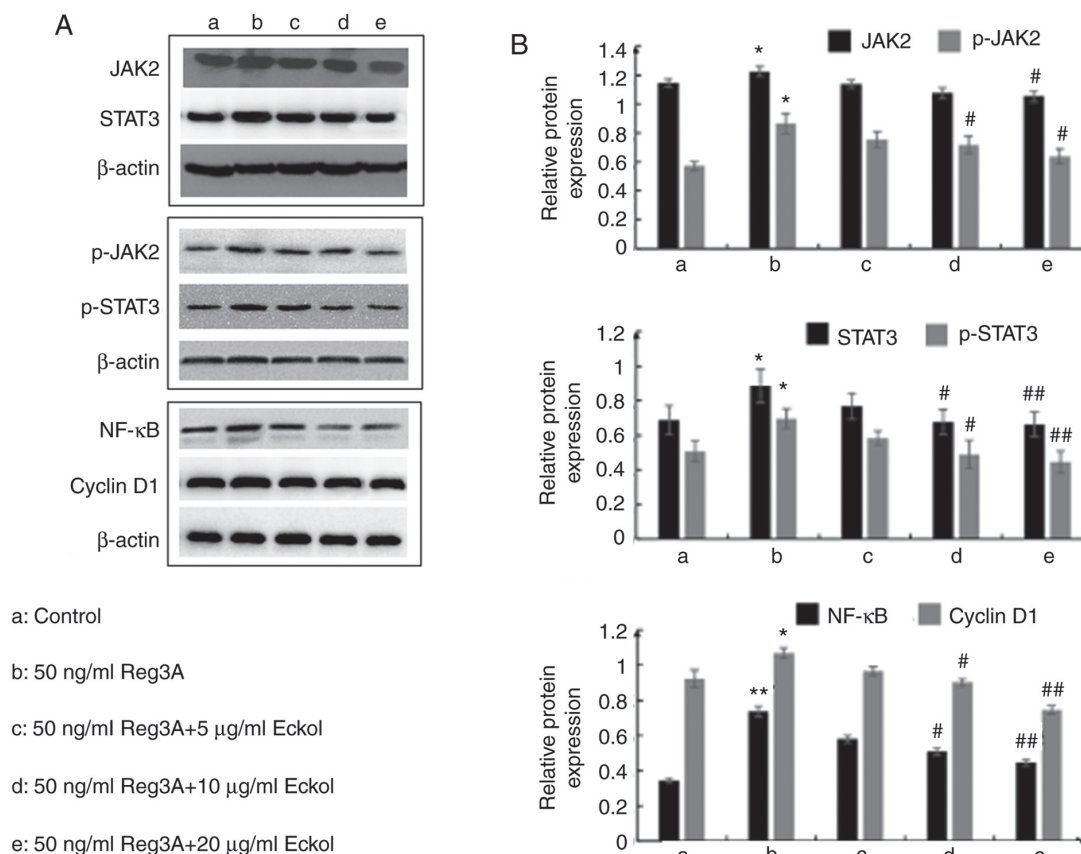 A
a b c d e
JAK2
STAT3
β-actin
p-JAK2
p-STAT3
β-actin
NF-κB
Cyclin D1
β-actin
a: Control
b: 50 ng/ml Reg3A
c: 50 ng/ml Reg3A+5 μg/ml Eckol
d: 50 ng/ml Reg3A+10 μg/ml Eckol
e: 50 ng/ml Reg3A+20 μg/ml Eckol
B
JAK2 p-JAK2
Relative protein
expression
1.4
1.2
1
0.8
0.6
0.4
0.2
0
* * # # #
a b c d e
STAT3 p-STAT3
Relative protein
expression
1.2
1
0.8
0.6
0.4
0.2
0
* * # # ## ##
a b c d e
NF-κB Cyclin D1
Relative protein
expression
1.2
1
0.8
0.6
0.4
0.2
0
** * # # ## ##